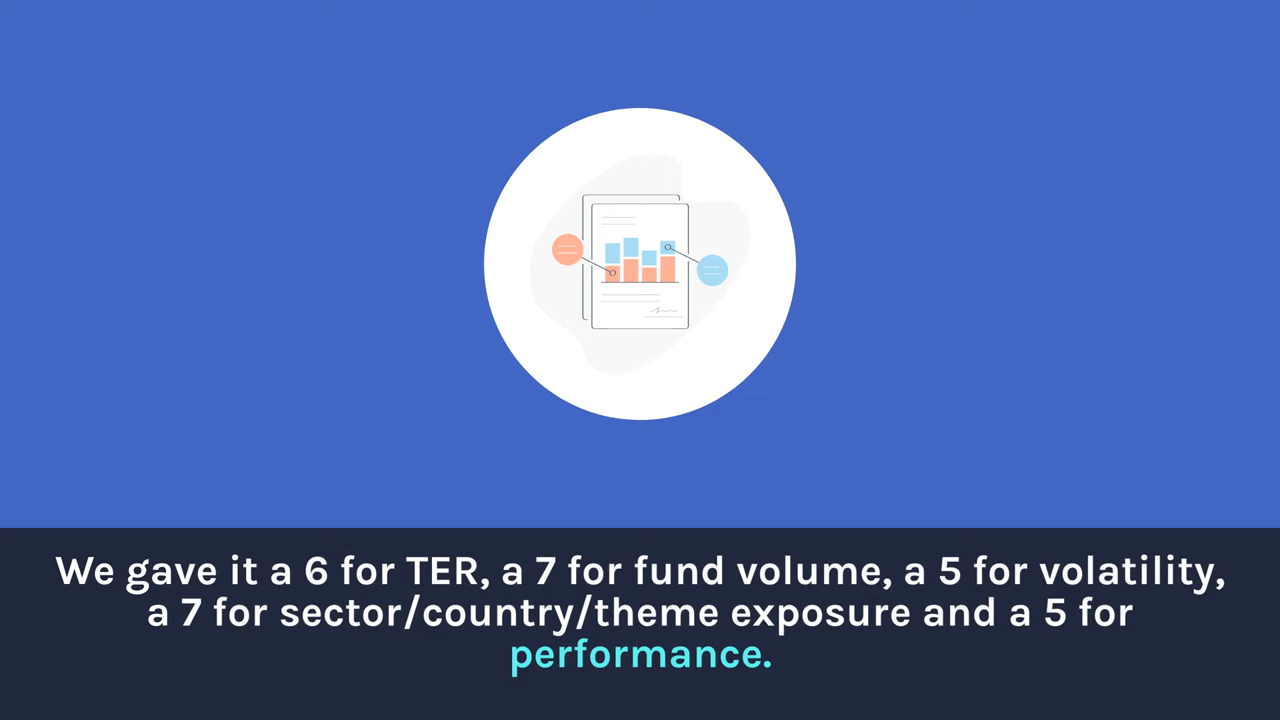 We gave it a 6 for TER, a 7 for fund volume, a 5 for volatility,
a 7 for sector/country/theme exposure and a 5 for
performance.